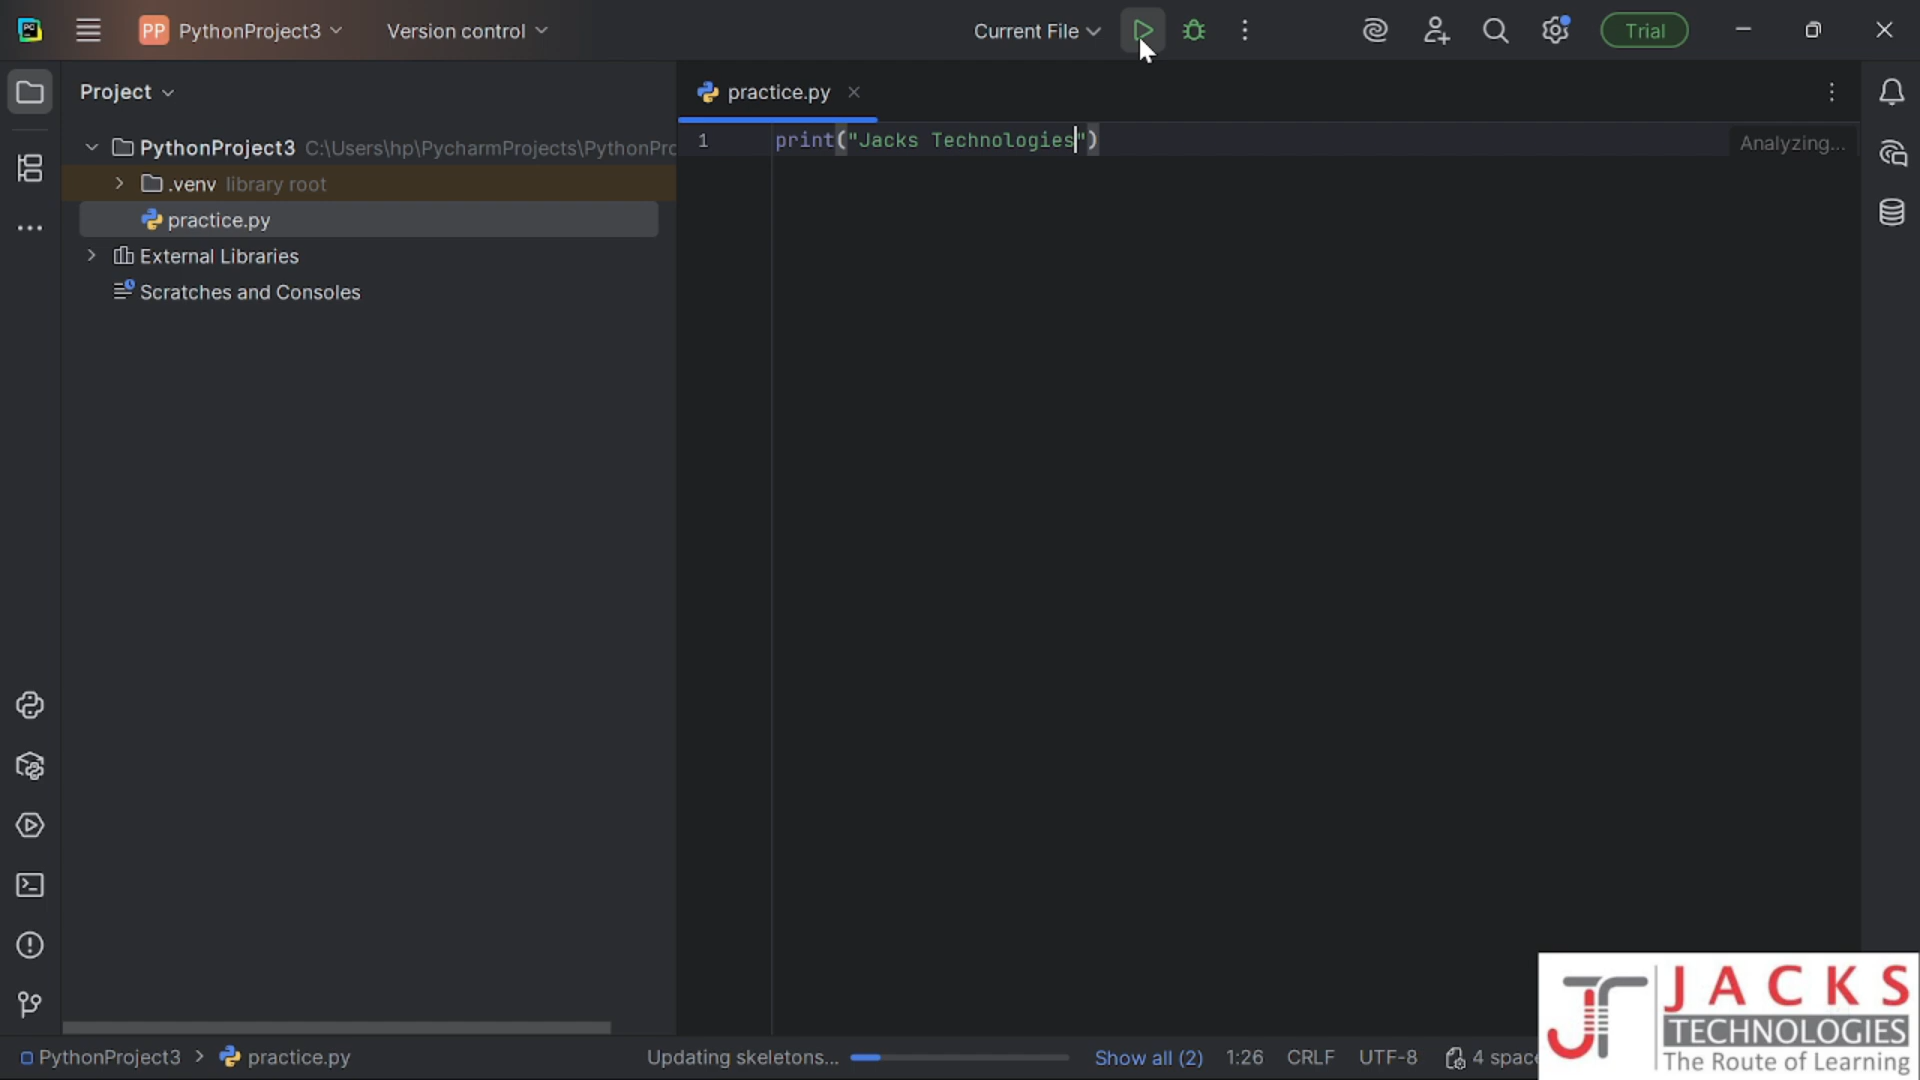 PP PythonProject3 Version control Current File Trial
Project
practice.py
PythonProject3 C:\Users\hp\PycharmProjects\PythonPro
1 print("Jacks Technologies")
Analyzing...
.venv library root
practice.py
External Libraries
Scratches and Consoles
PythonProject3 > practice.py Updating skeletons... Show all (2) 1:26 CRLF UTF-8 4 space
JACKS
TECHNOLOGIES
The Route of Learning